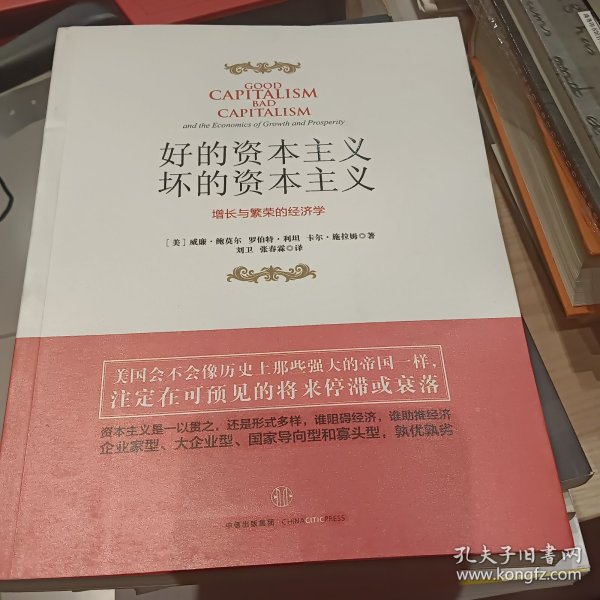 GOOD
CAPITALISM
BAD
CAPITALISM
and the Economics of Growth and Prosperity
好的资本主义
坏的资本主义
增长与繁荣的经济学
［美］威廉·鲍莫尔 罗伯特·利坦 卡尔·施拉姆 著
刘卫 张春霖 译
美国会不会像历史上那些强大的帝国一样，
注定在可预见的将来停滞或衰落
资本主义是一以贯之，还是形式多样，谁阻碍经济，谁助推经济
企业家型、大企业型、国家导向型和寡头型，孰优孰劣
中信出版集团 CHINACITICPRESS
孔夫子旧书网
www.kongfz.com